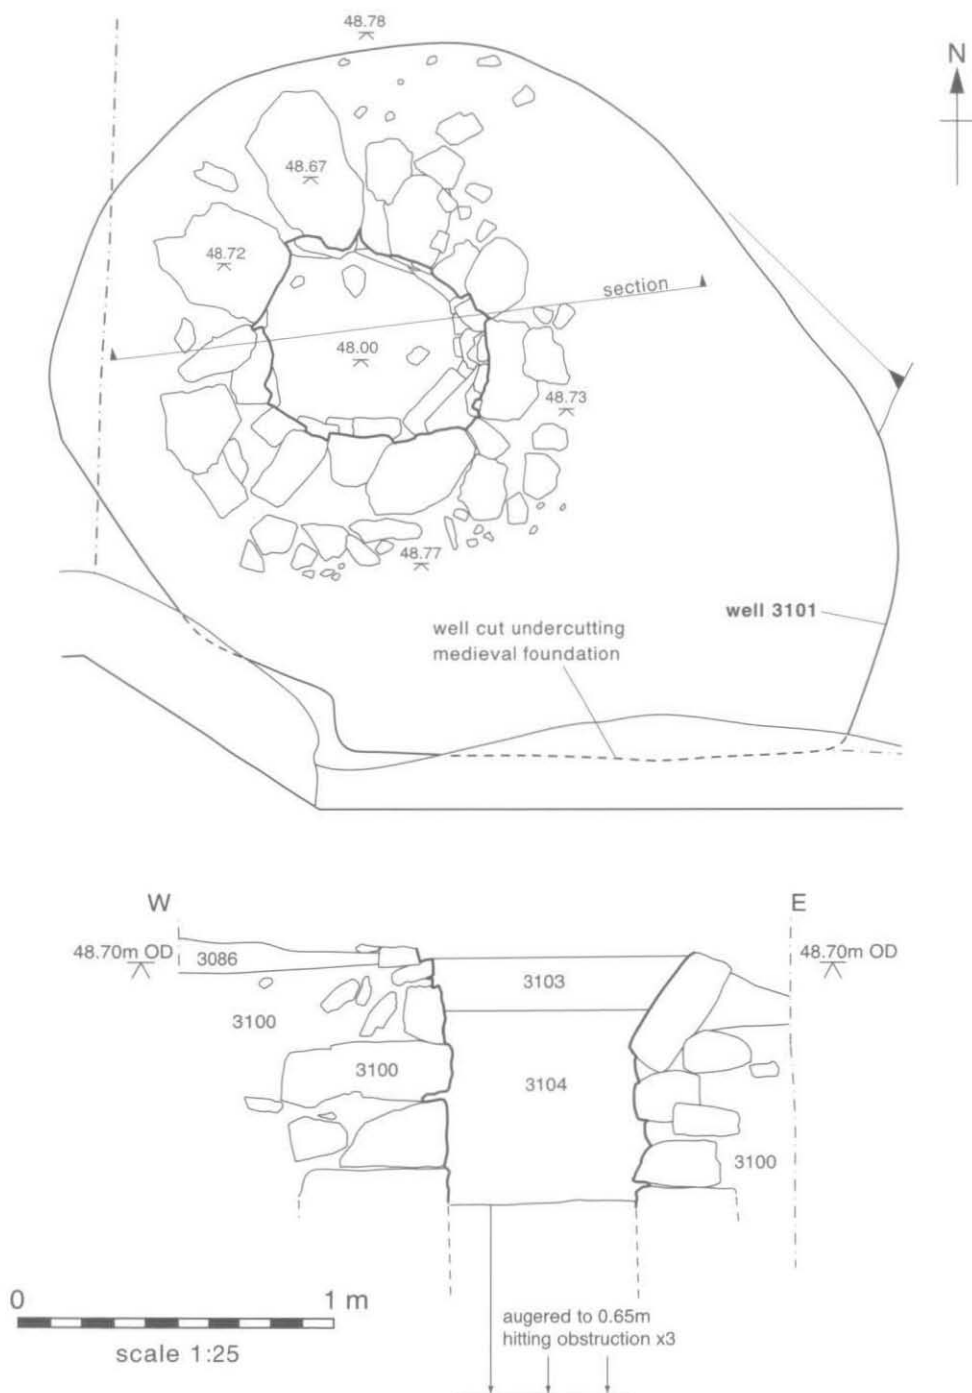 48.78
N
48.67
48.72
section
48.00
48.73
48.77
well 3101
well cut undercutting
medieval foundation
W
E
48.70m OD
3086
3103
48.70m OD
3100
3100
3104
3100
0
1 m
scale 1:25
augered to 0.65m
hitting obstruction x3